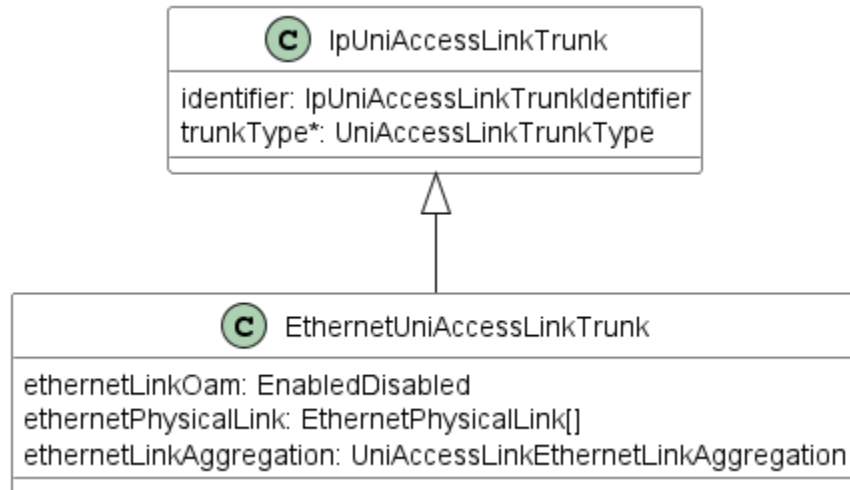 C IpUniAccessLinkTrunk
identifier: IpUniAccessLinkTrunkIdentifier
trunkType*: UniAccessLinkTrunkType
C EthernetUniAccessLinkTrunk
ethernetLinkOam: EnabledDisabled
ethernetPhysicalLink: EthernetPhysicalLink[]
ethernetLinkAggregation: UniAccessLinkEthernetLinkAggregation